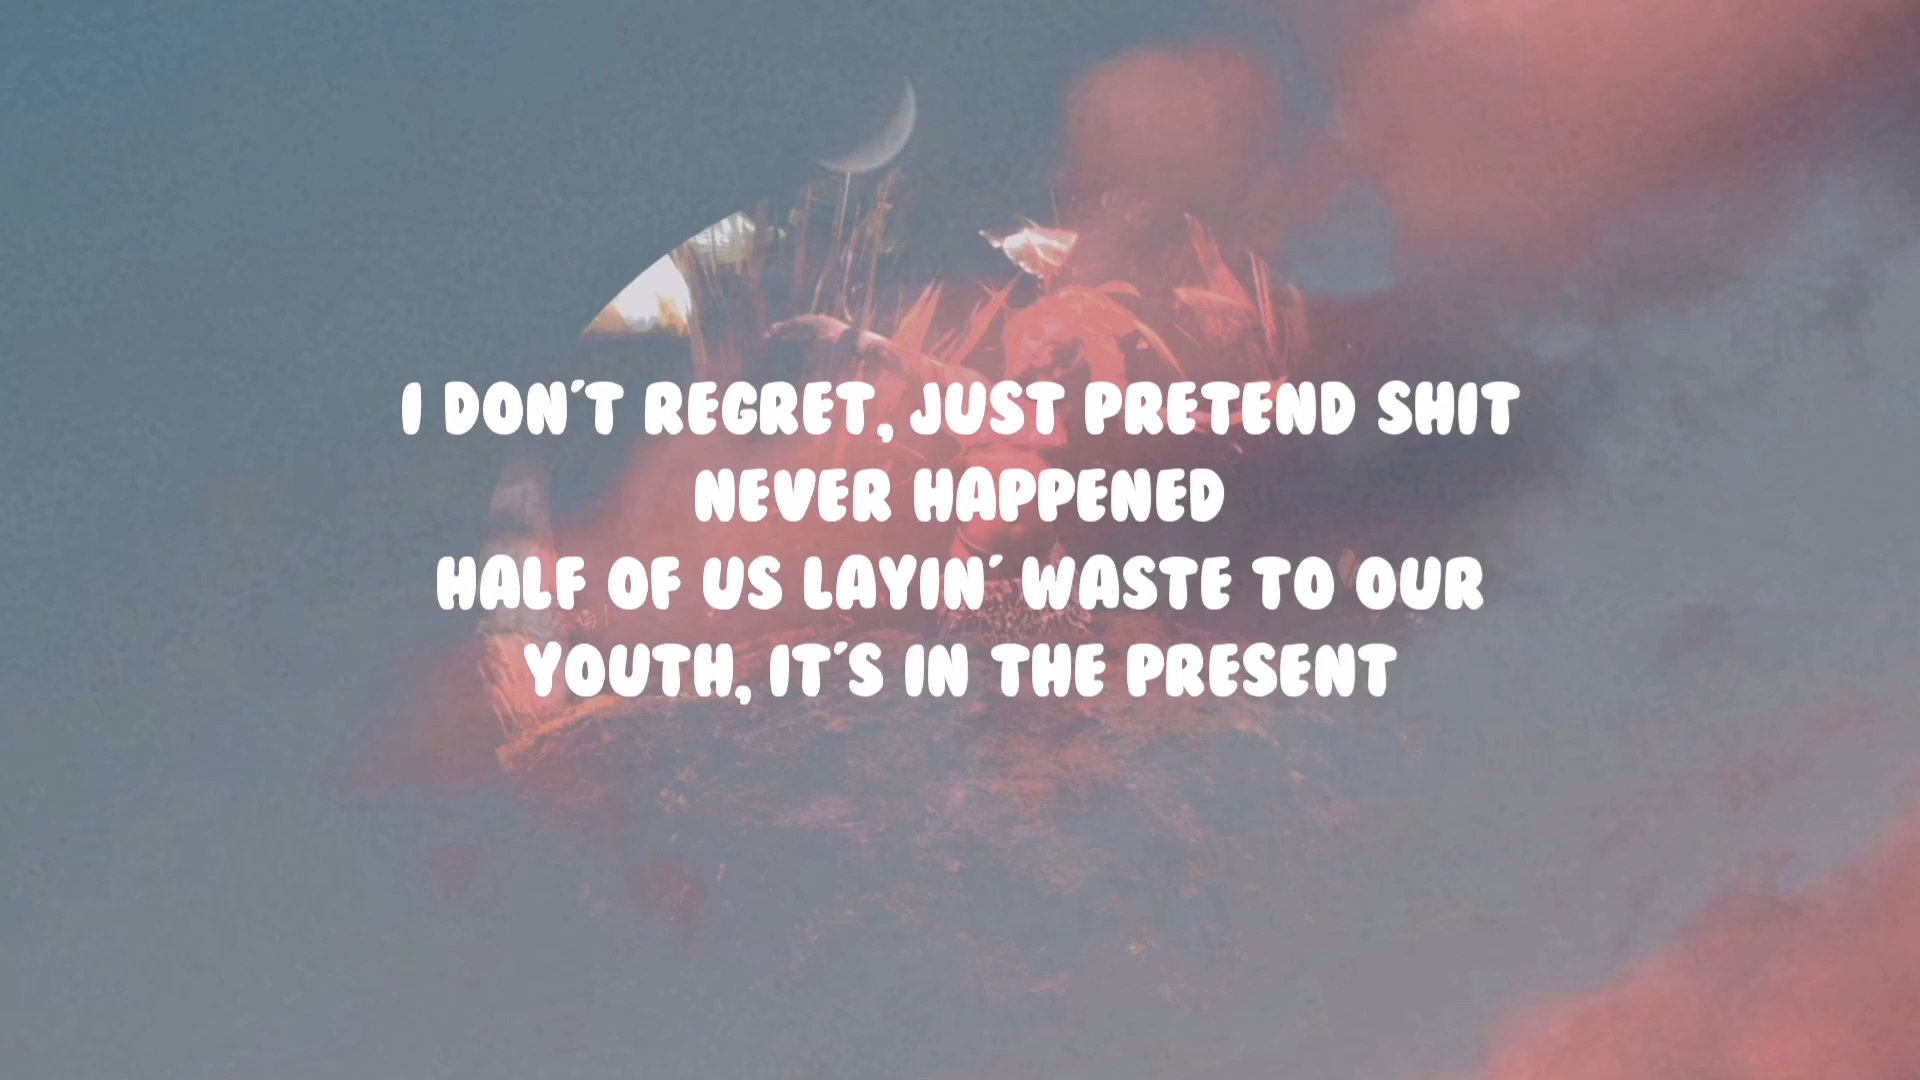 I DON'T REGRET, JUST PRETEND SHIT
NEVER HAPPENED
HALF OF US LAYIN' WASTE TO OUR
YOUTH, IT'S IN THE PRESENT